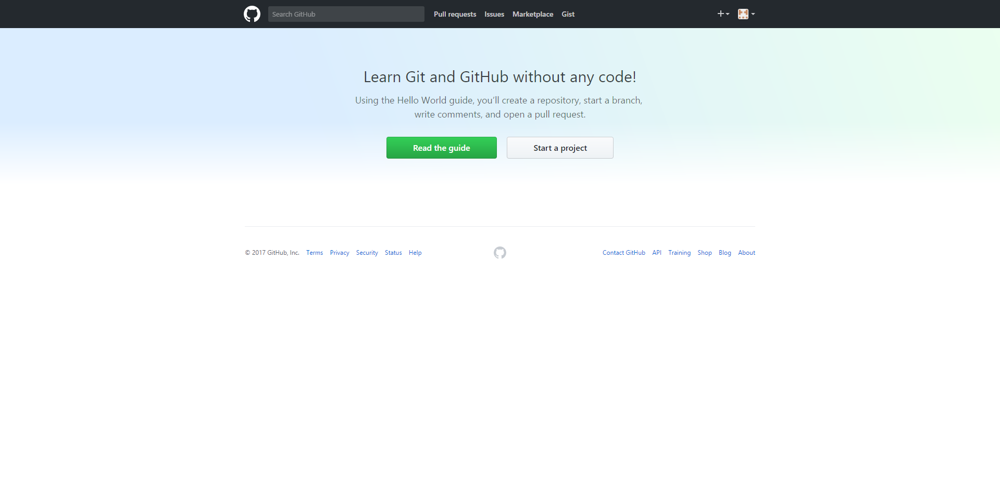 Search GitHub
Pull requests Issues Marketplace Gist
Learn Git and GitHub without any code!
Using the Hello World guide, you’ll create a repository, start a branch,
write comments, and open a pull request.
Read the guide
Start a project
© 2017 GitHub, Inc. Terms Privacy Security Status Help
Contact GitHub API Training Shop Blog About